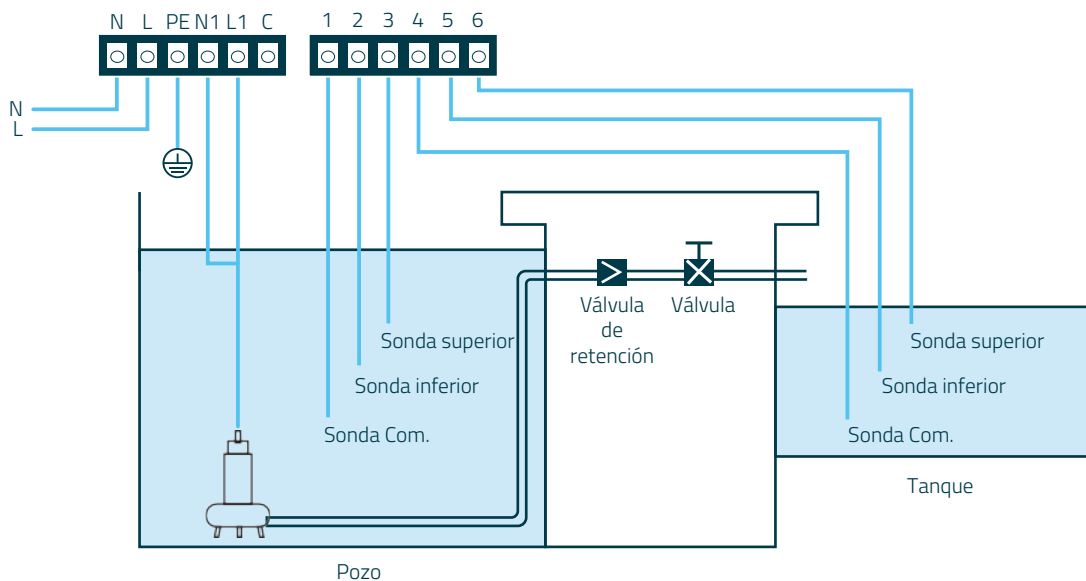 N L PE N1 L1 C
1 2 3 4 5 6
N
L
Válvula
de
retención
Válvula
Sonda superior
Sonda inferior
Sonda Com.
Sonda superior
Sonda inferior
Sonda Com.
Tanque
Pozo